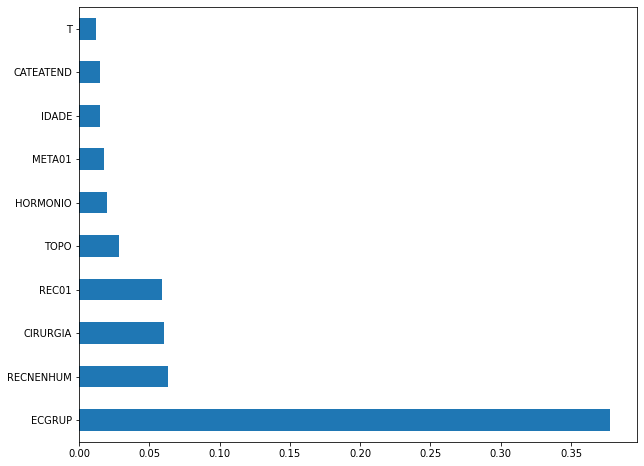 T
CATEATEND
IDADE
META01
HORMONIO
TOPO
REC01
CIRURGIA
RECNENHUM
ECGRUP
0.00 0.05 0.10 0.15 0.20 0.25 0.30 0.35